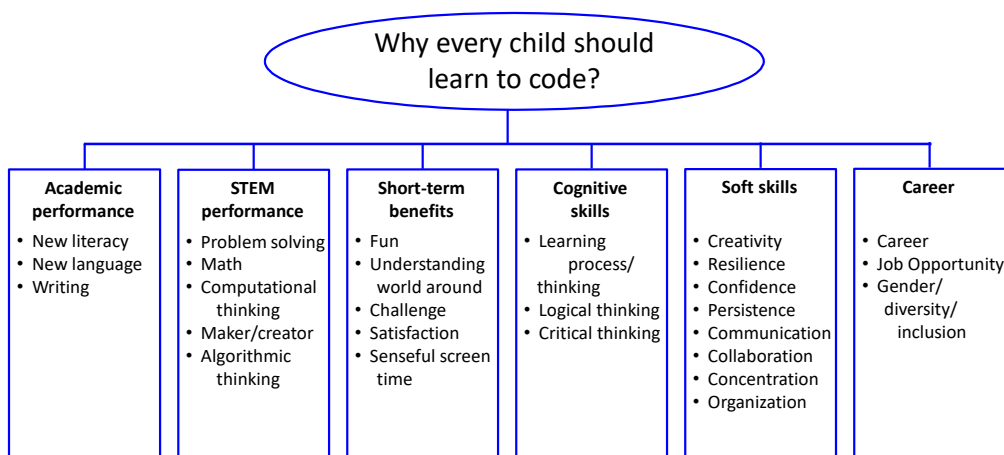 Why every child should
learn to code?
Academic
performance
• New literacy
• New language
• Writing
STEM
performance
• Problem solving
• Math
• Computational
thinking
• Maker/creator
• Algorithmic
thinking
Short-term
benefits
• Fun
• Understanding
world around
• Challenge
• Satisfaction
• Senseful screen
time
Cognitive
skills
• Learning
process/
thinking
• Logical thinking
• Critical thinking
Soft skills
• Creativity
• Resilience
• Confidence
• Persistence
• Communication
• Collaboration
• Concentration
• Organization
Career
• Career
• Job Opportunity
• Gender/
diversity/
inclusion